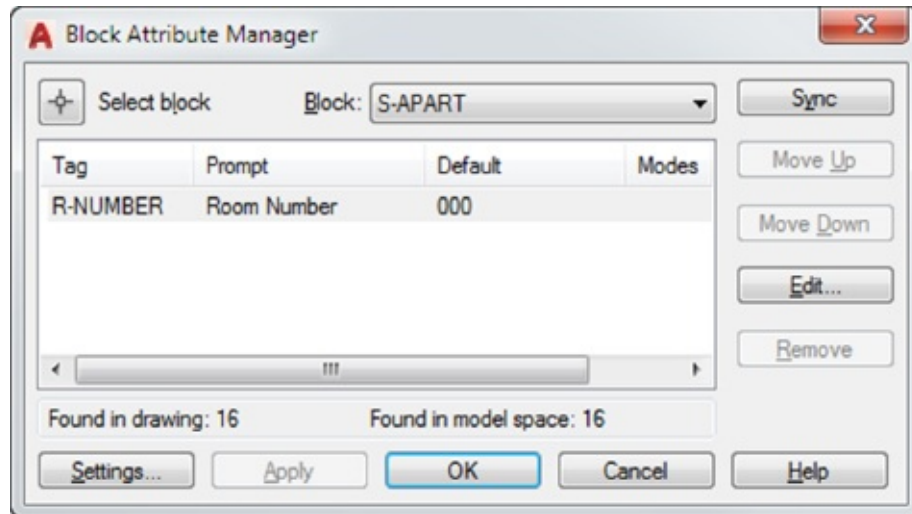 Block Attribute Manager
Select block Block: S-APART Sync
Tag Prompt Default Modes Move Up
R-NUMBER Room Number 000
Move Down
Edit...
Remove
Found in drawing: 16 Found in model space: 16
Settings... Apply OK Cancel Help